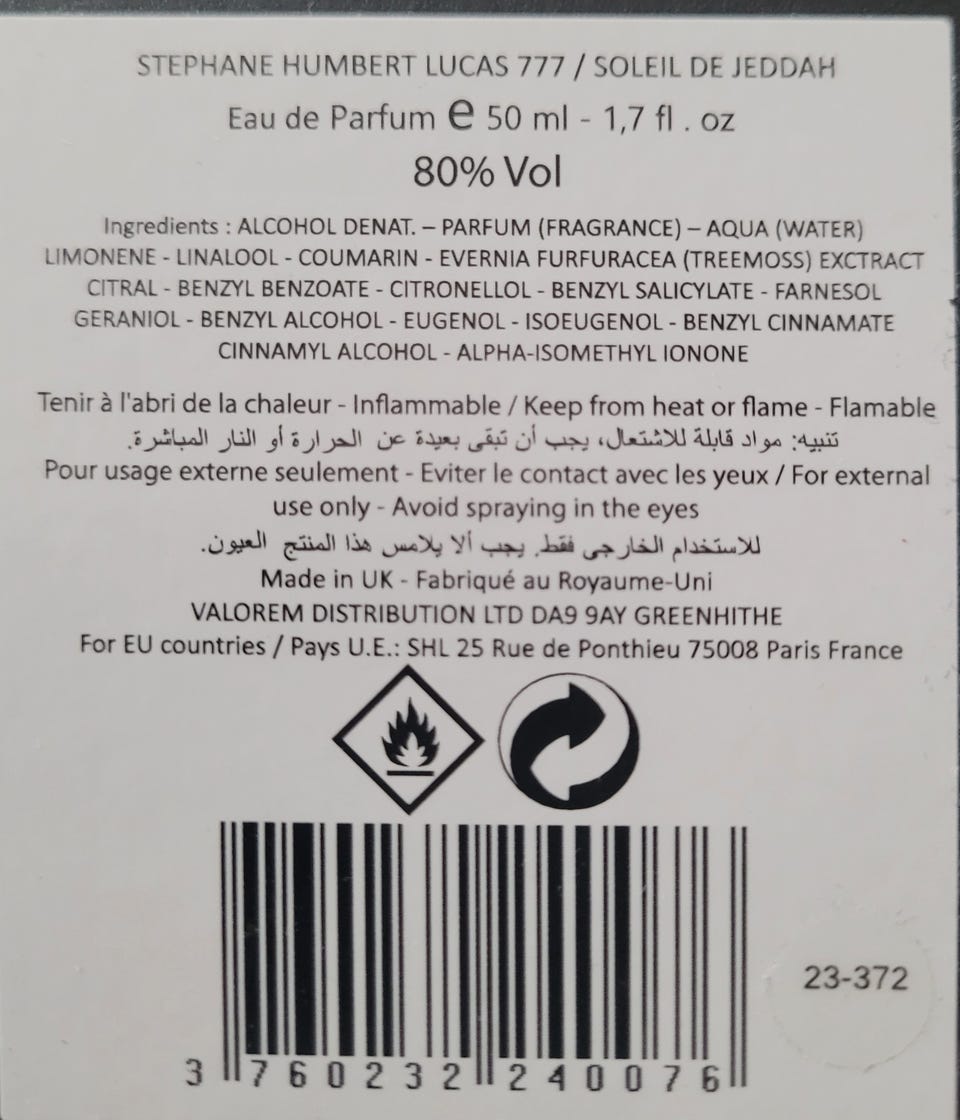 STEPHANE HUMBERT LUCAS 777 / SOLEIL DE JEDDAH
Eau de Parfum e 50 ml - 1,7 fl . oz
80% Vol
Ingredients : ALCOHOL DENAT. – PARFUM (FRAGRANCE) – AQUA (WATER)
LIMONENE - LINALOOL - COUMARIN - EVERNIA FURFURACEA (TREEMOSS) EXCTRACT
CITRAL - BENZYL BENZOATE - CITRONELLOL - BENZYL SALICYLATE - FARNESOL
GERANIOL - BENZYL ALCOHOL - EUGENOL - ISOEUGENOL - BENZYL CINNAMATE
CINNAMYL ALCOHOL - ALPHA-ISOMETHYL IONONE
Tenir à l'abri de la chaleur - Inflammable / Keep from heat or flame - Flamable
تنبيه: مواد قابلة للاشتعال، يجب أن تبقى بعيدة عن الحرارة أو النار المباشرة.
Pour usage externe seulement - Eviter le contact avec les yeux / For external
use only - Avoid spraying in the eyes
للاستخدام الخارجي فقط. يجب ألا يلامس هذا المنتج العيون.
Made in UK - Fabriqué au Royaume-Uni
VALOREM DISTRIBUTION LTD DA9 9AY GREENHITHE
For EU countries / Pays U.E.: SHL 25 Rue de Ponthieu 75008 Paris France
23-372
3 760232 240076